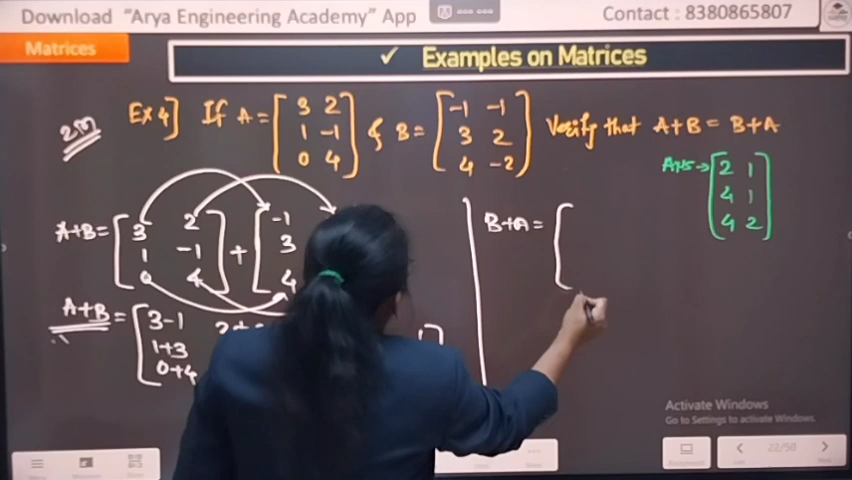 Download "Arya Engineering Academy" App
Contact : 8380865807
Matrices
✓ Examples on Matrices
2M Ex 4] If A = [ 3 2 & B = [ -1 -1 Verify that A+B = B+A
1 -1 3 2
0 4 ] 4 -2 ]
Ans → [ 2 1
4 1
4 2 ]
A+B = [ 3 2 + [ -1
1 -1 3
0 4 ] 4
A+B = [ 3-1
1+3
0+4
B+A = [
Activate Windows
Go to Settings to activate Windows.
22/50